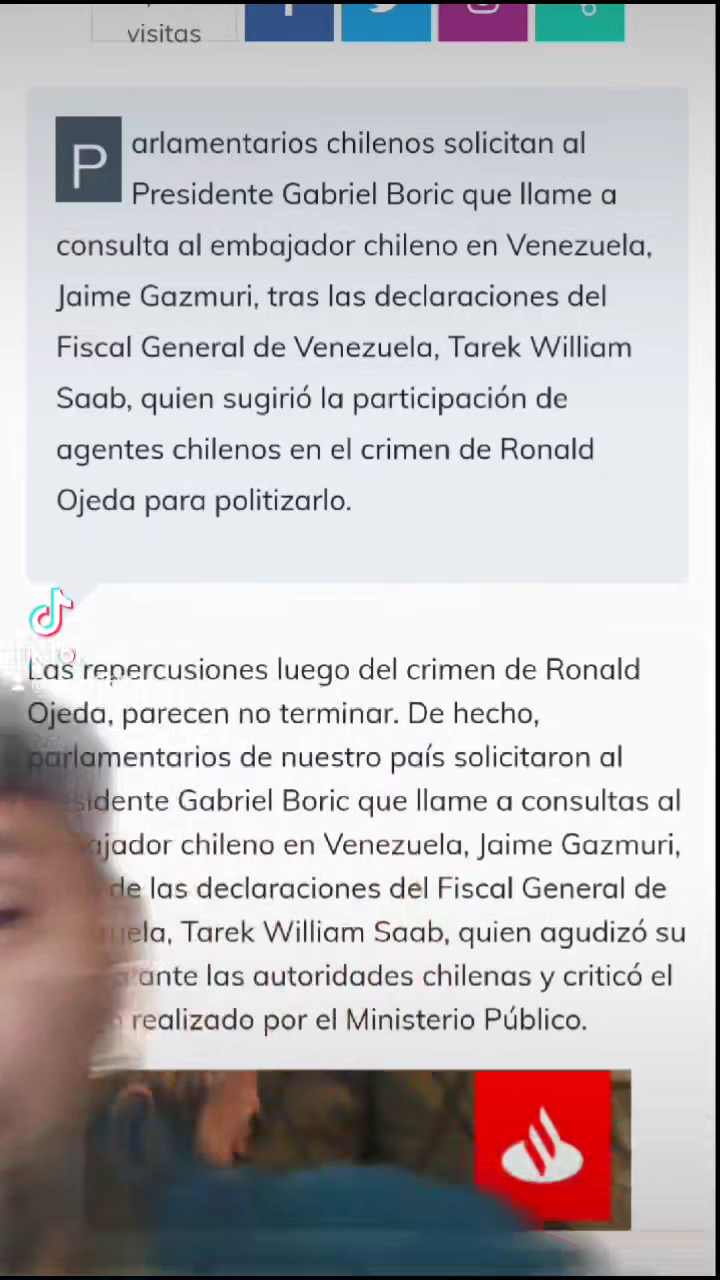 visitas
Parlamentarios chilenos solicitan al
Presidente Gabriel Boric que llame a
consulta al embajador chileno en Venezuela,
Jaime Gazmuri, tras las declaraciones del
Fiscal General de Venezuela, Tarek William
Saab, quien sugirió la participación de
agentes chilenos en el crimen de Ronald
Ojeda para politizarlo.
Las repercusiones luego del crimen de Ronald
Ojeda, parecen no terminar. De hecho,
parlamentarios de nuestro país solicitaron al
Gabriel Boric que llame a consultas al
chileno en Venezuela, Jaime Gazmuri,
de las declaraciones del Fiscal General de
Tarek William Saab, quien agudizó su
ante las autoridades chilenas y criticó el
realizado por el Ministerio Público.